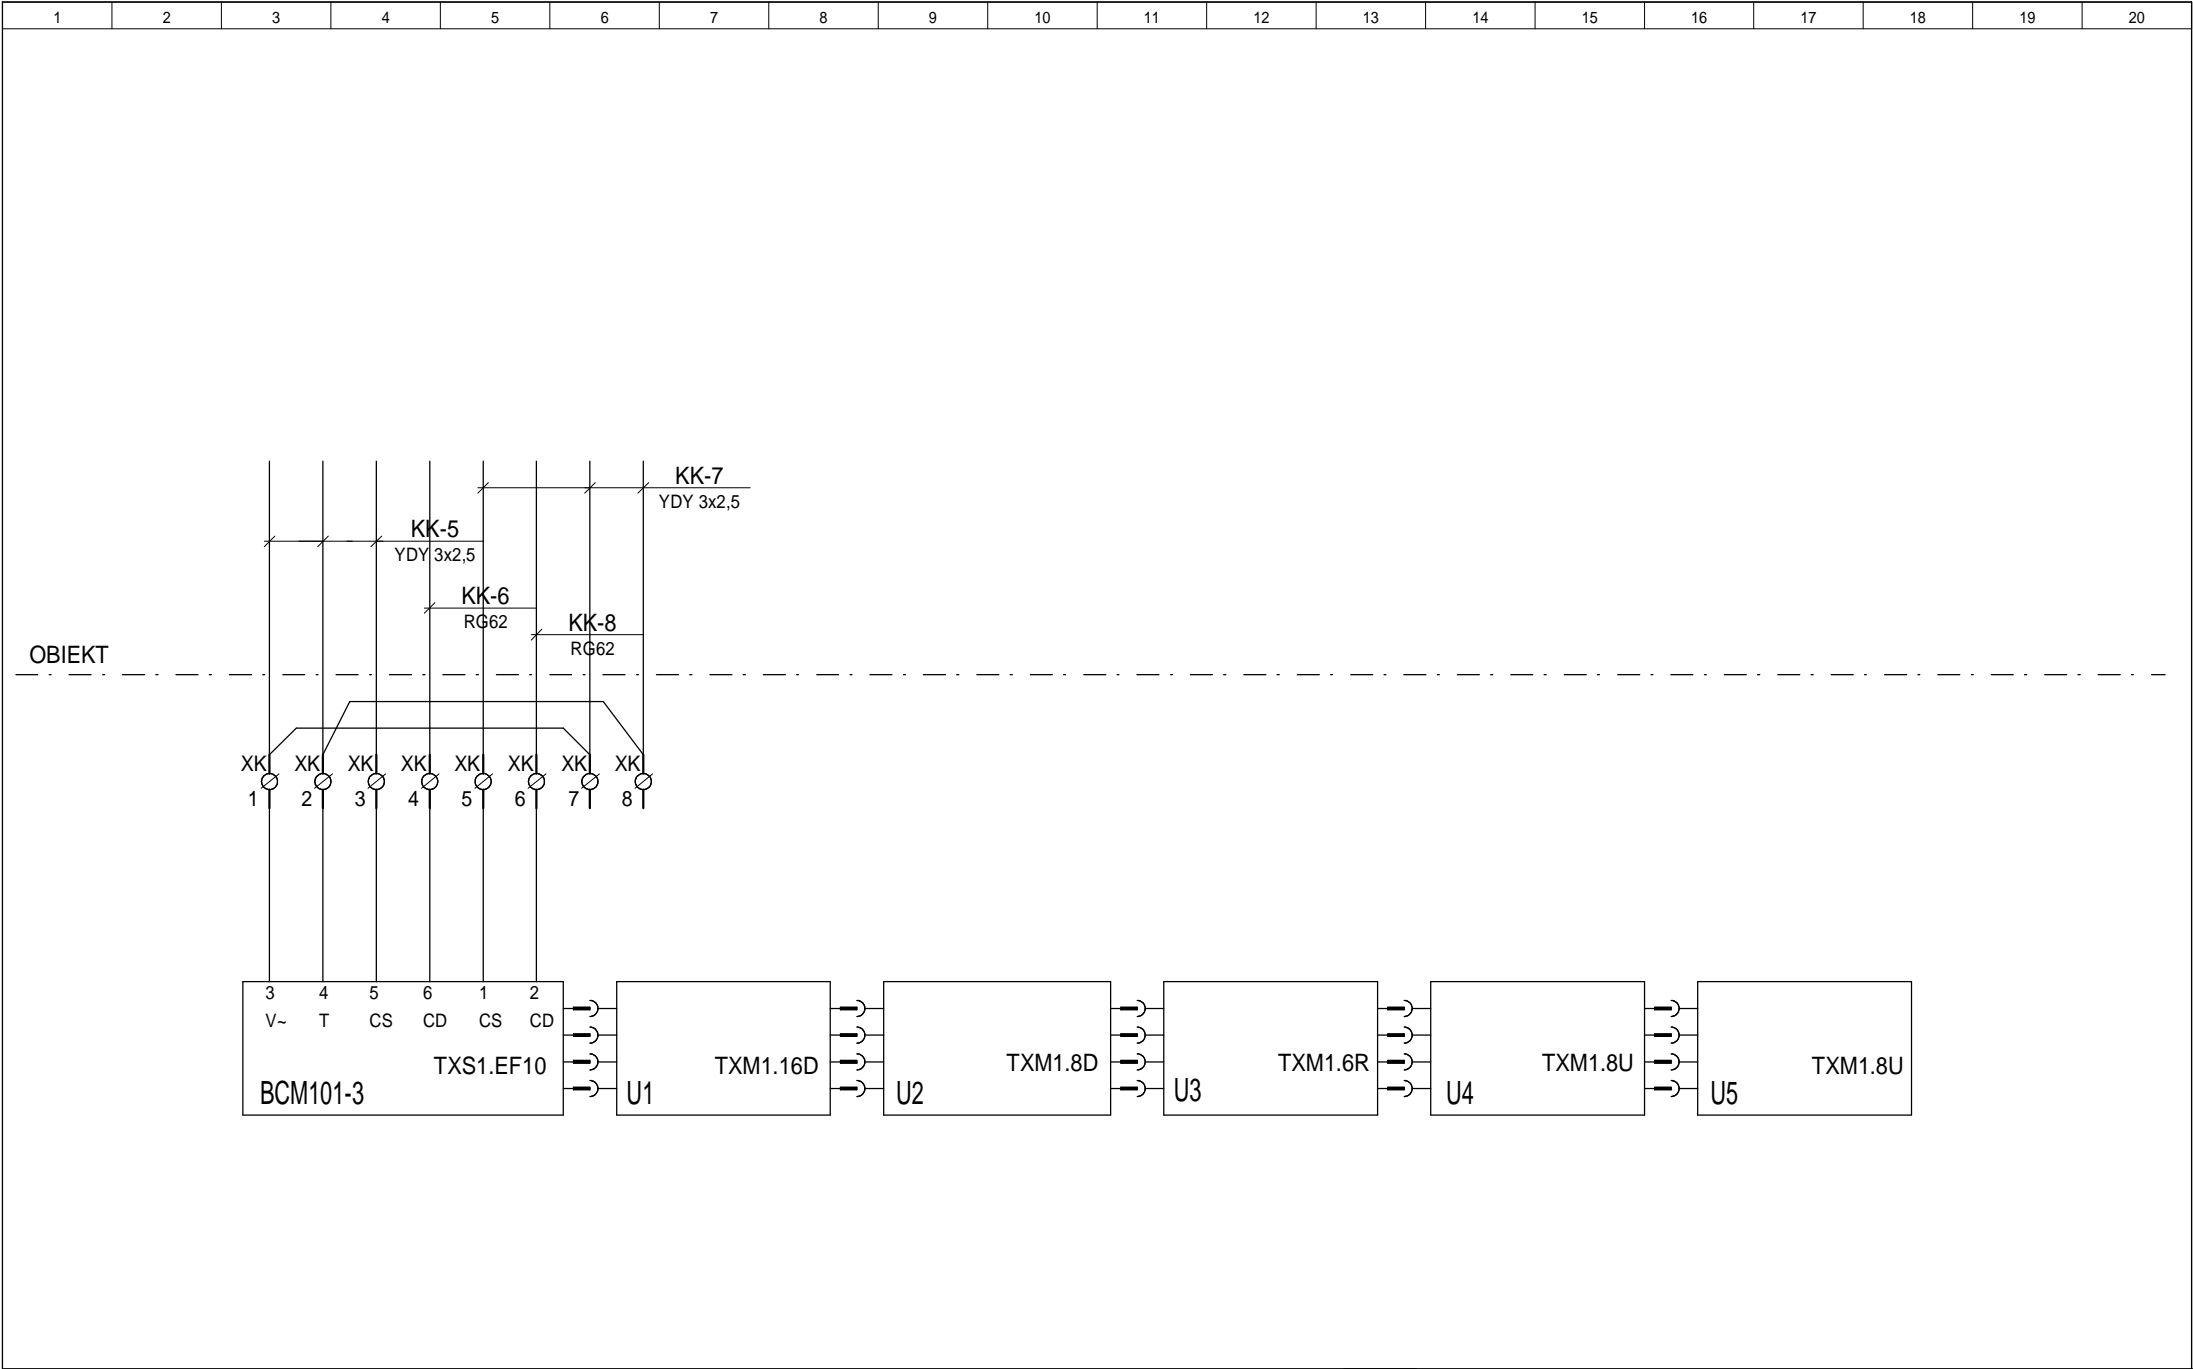 1 2 3 4 5 6 7 8 9 10 11 12 13 14 15 16 17 18 19 20
KK-7
YDY 3x2,5
KK-5
YDY 3x2,5
KK-6
RG62
KK-8
RG62
OBIEKT
XK XK XK XK XK XK XK XK
1 2 3 4 5 6 7 8
3 4 5 6 1 2
V~ T CS CD CS CD
TXS1.EF10 TXM1.16D TXM1.8D TXM1.6R TXM1.8U TXM1.8U
BCM101-3 U1 U2 U3 U4 U5